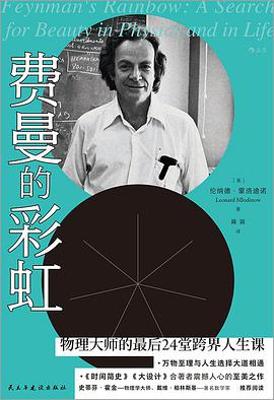 Feynman's Rainbow: A Search
for Beauty in Physics and in Life
费曼的彩虹
[美]
伦纳德·蒙洛迪诺
Leonard Mlodinow
译
物理大师的最后24堂跨界人生课
·万物至理与人生选择大道相通
·《时间简史》《大设计》合著者震撼人心的至美之作
史蒂芬·霍金—物理学大师、戴维·柏林斯基—著名数学家 推荐阅读
民主与建设出版社